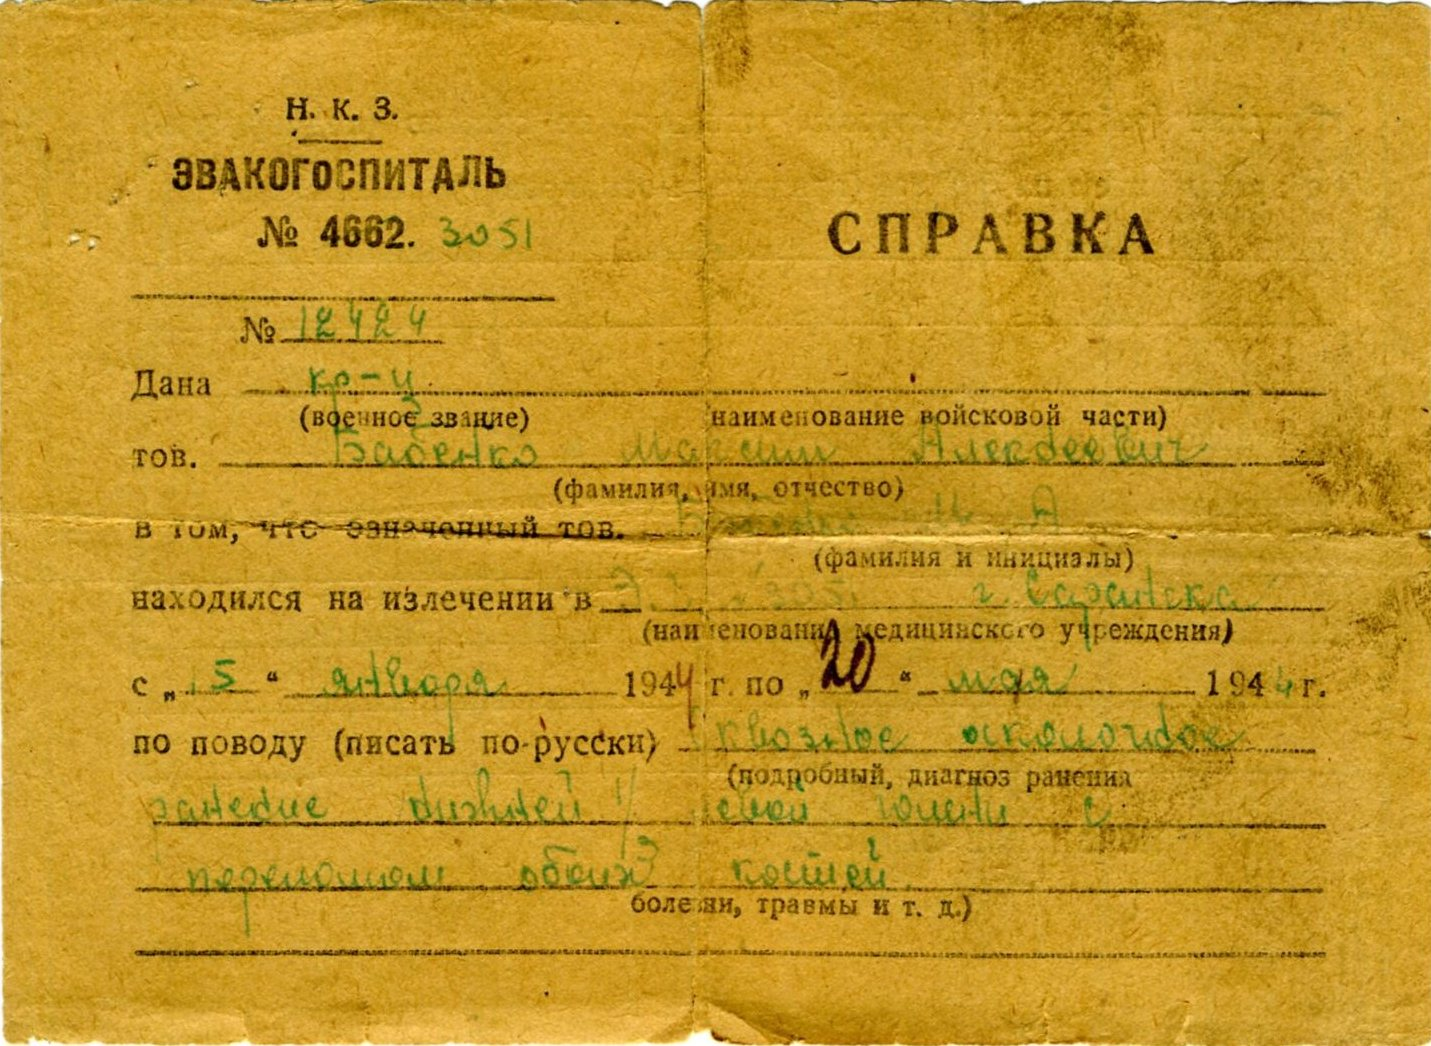 Н. К. З.
ЭВАКОГОСПИТАЛЬ
№ 4662. 3051
СПРАВКА
№ 12424
Дана кр-ц
(военное звание) наименование войсковой части)
тов. Бабенко Максим Алексеевич
(фамилия, имя, отчество)
в том, что означенный тов. М. А
(фамилия и инициалы)
находился на излечении в 3051 г. Саранска
(наименование медицинского учреждения)
с „15“ января 1944 г. по „20“ мая 1944 г.
по поводу (писать по-русски) сквозное осколочное
(подробный, диагноз ранения
ранение нижней 1/3 левой голени с
переломом обеих костей
болезни, травмы и т. д.)